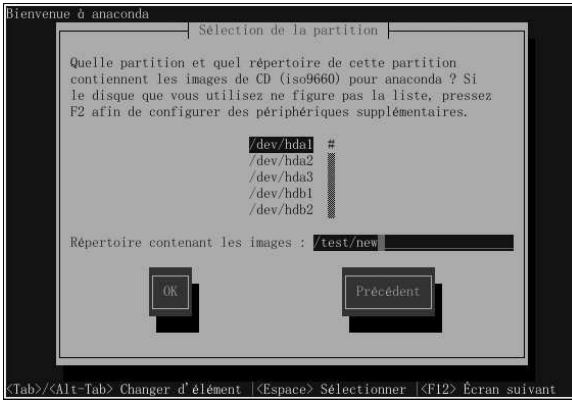 Bienvenue à anaconda
Sélection de la partition
Quelle partition et quel répertoire de cette partition
contiennent les images de CD (iso9660) pour anaconda ? Si
le disque que vous utilisez ne figure pas la liste, pressez
F2 afin de configurer des périphériques supplémentaires.
/dev/hda1 #
/dev/hda2
/dev/hda3
/dev/hdb1
/dev/hdb2
Répertoire contenant les images : /test/new
OK Précédent
<Tab>/<Alt-Tab> Changer d'élément |<Espace> Sélectionner |<F12> Écran suivant